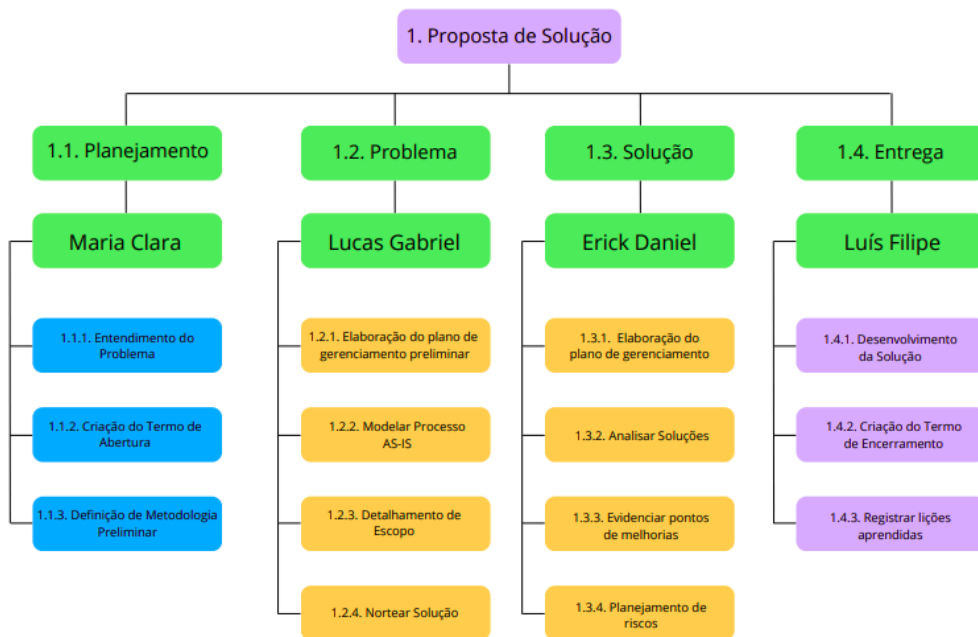 1. Proposta de Solução
1.1. Planejamento
1.2. Problema
1.3. Solução
1.4. Entrega
Maria Clara
Lucas Gabriel
Erick Daniel
Luís Filipe
1.1.1. Entendimento do
Problema
1.1.2. Criação do Termo de
Abertura
1.1.3. Definição de Metodologia
Preliminar
1.2.1. Elaboração do plano de
gerenciamento preliminar
1.2.2. Modelar Processo
AS-IS
1.2.3. Detalhamento de
Escopo
1.2.4. Nortear Solução
1.3.1. Elaboração do
plano de gerenciamento
1.3.2. Analisar Soluções
1.3.3. Evidenciar pontos
de melhorias
1.3.4. Planejamento de
riscos
1.4.1. Desenvolvimento
da Solução
1.4.2. Criação do Termo
de Encerramento
1.4.3. Registrar lições
aprendidas